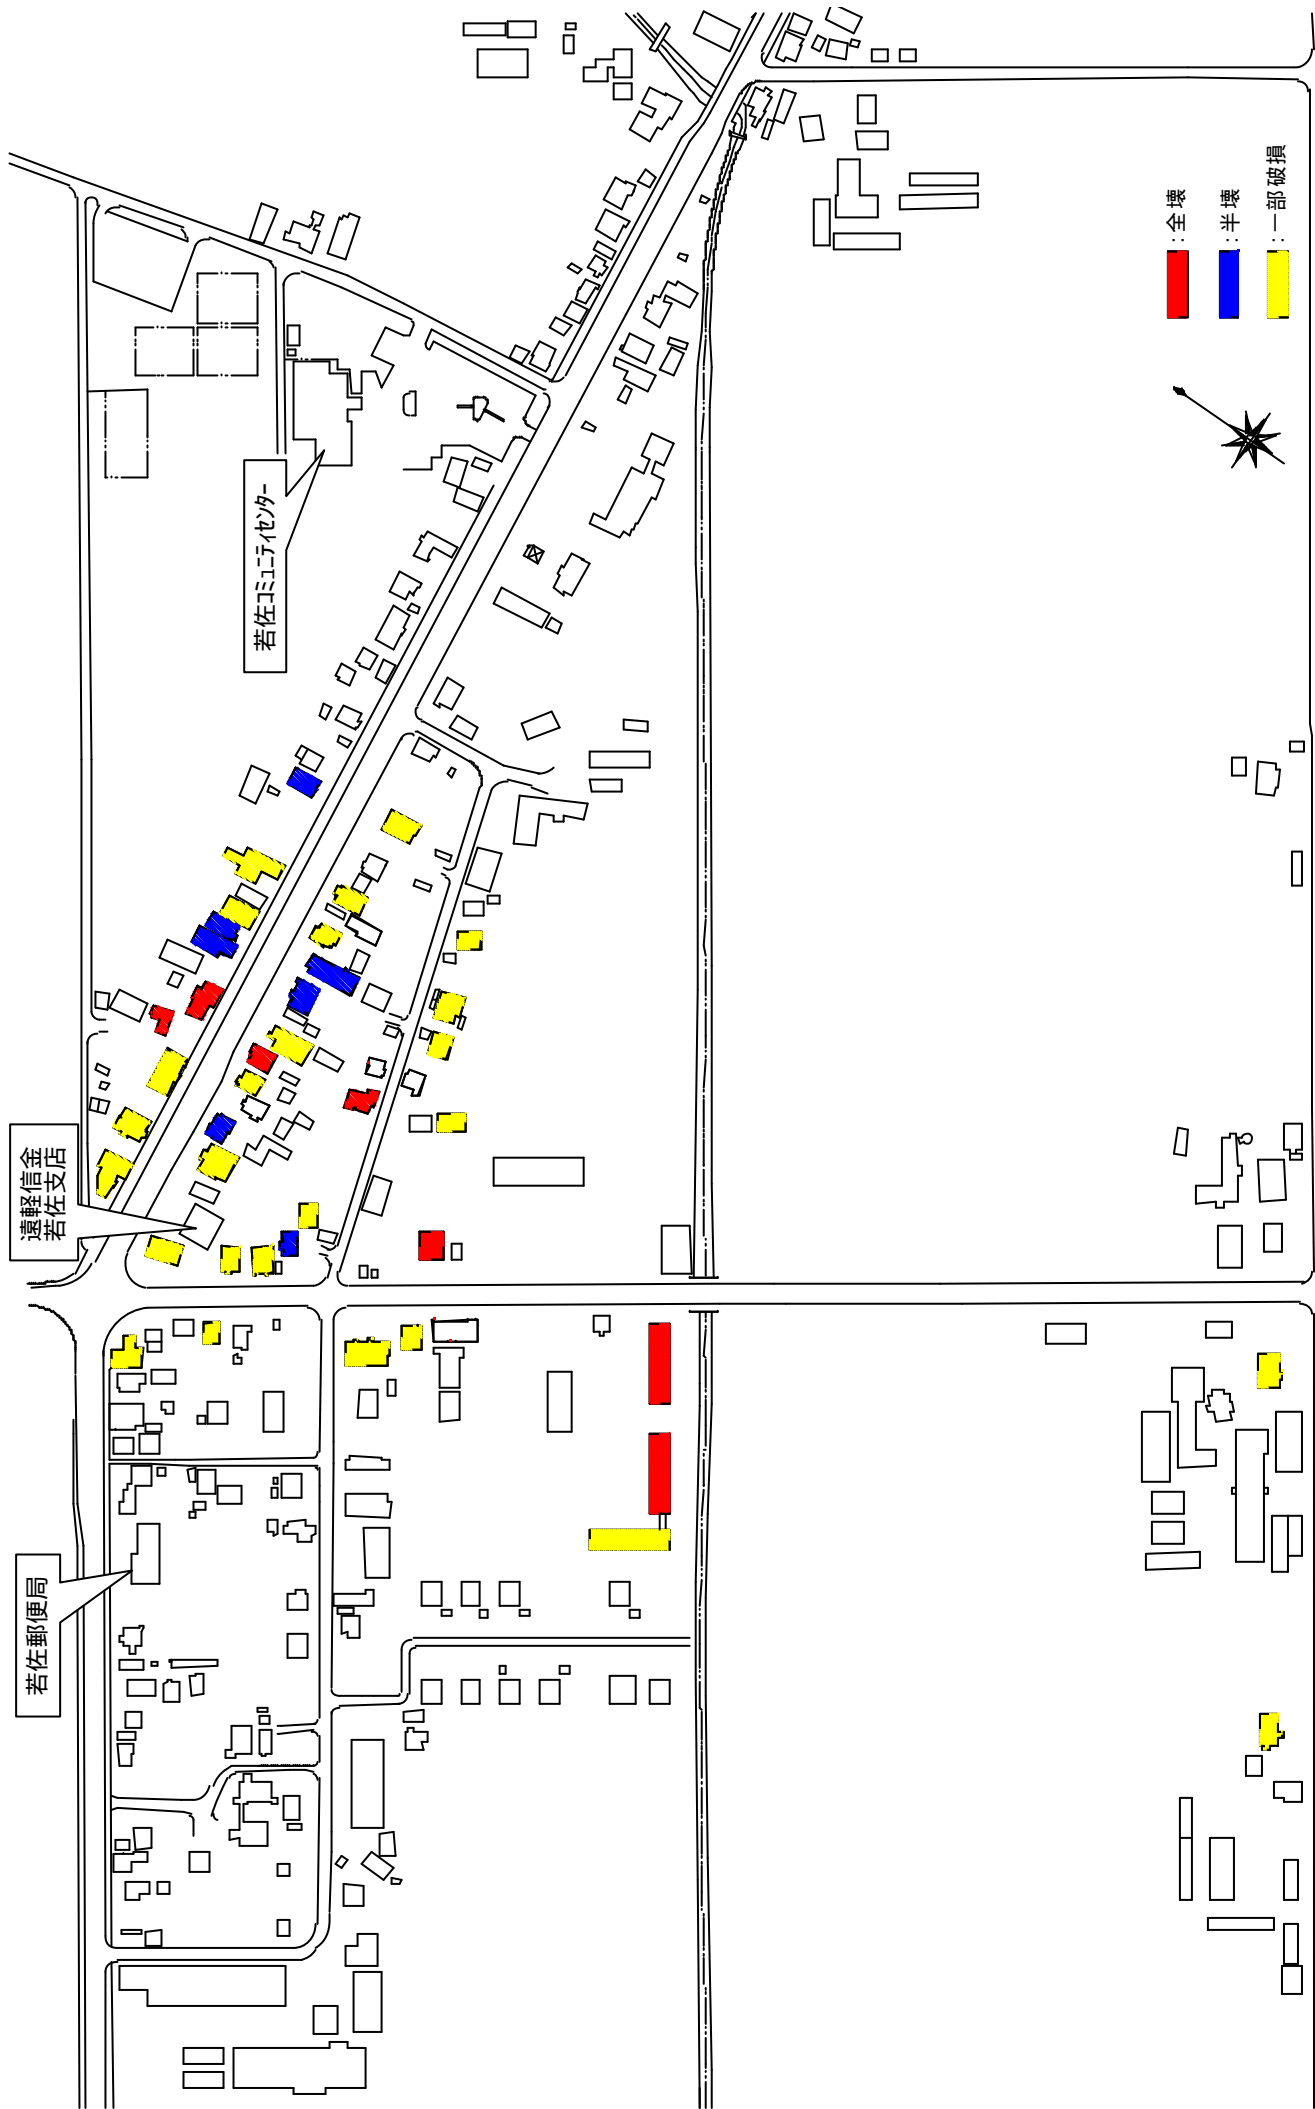 若佐郵便局
遠軽信金
若佐支店
若佐コミュニティセンター
:全壊
:半壊
:一部破損